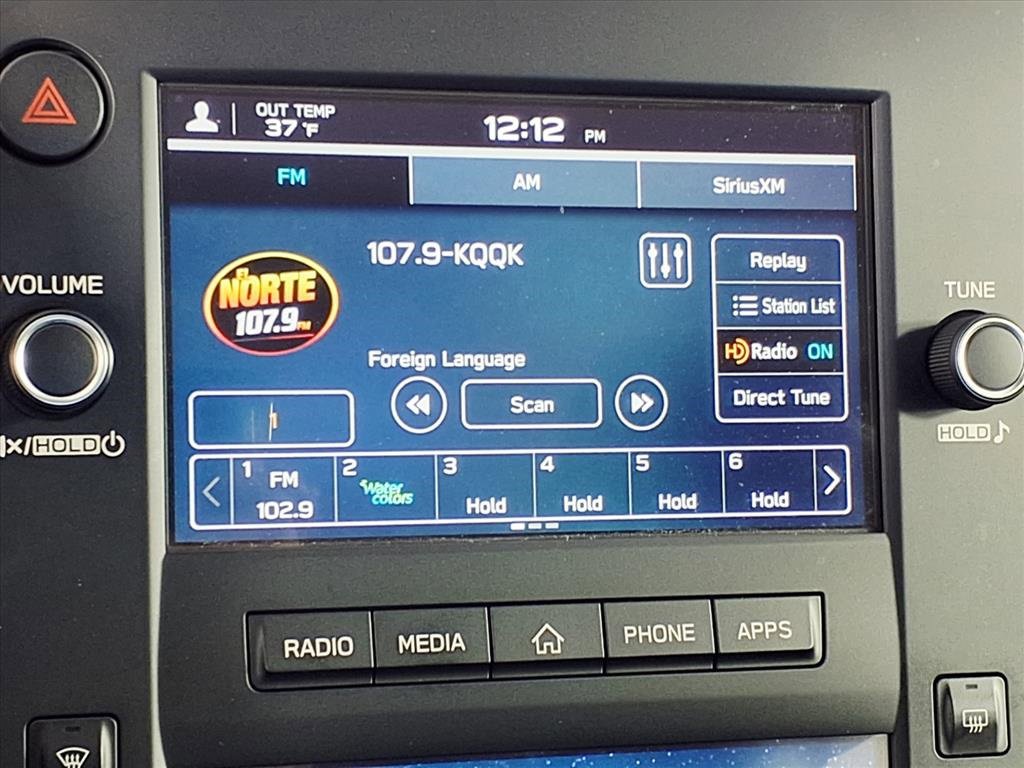 OUT TEMP
37 °F
12:12 PM
FM
AM
SiriusXM
107.9-KQQK
El
NORTE
107.9 FM
Replay
Station List
HD Radio ON
Direct Tune
Foreign Language
Scan
1
1 FM
102.9
2 Water
colors
3 Hold
4 Hold
5 Hold
6 Hold
VOLUME
/HOLD
TUNE
HOLD
RADIO
MEDIA
PHONE
APPS